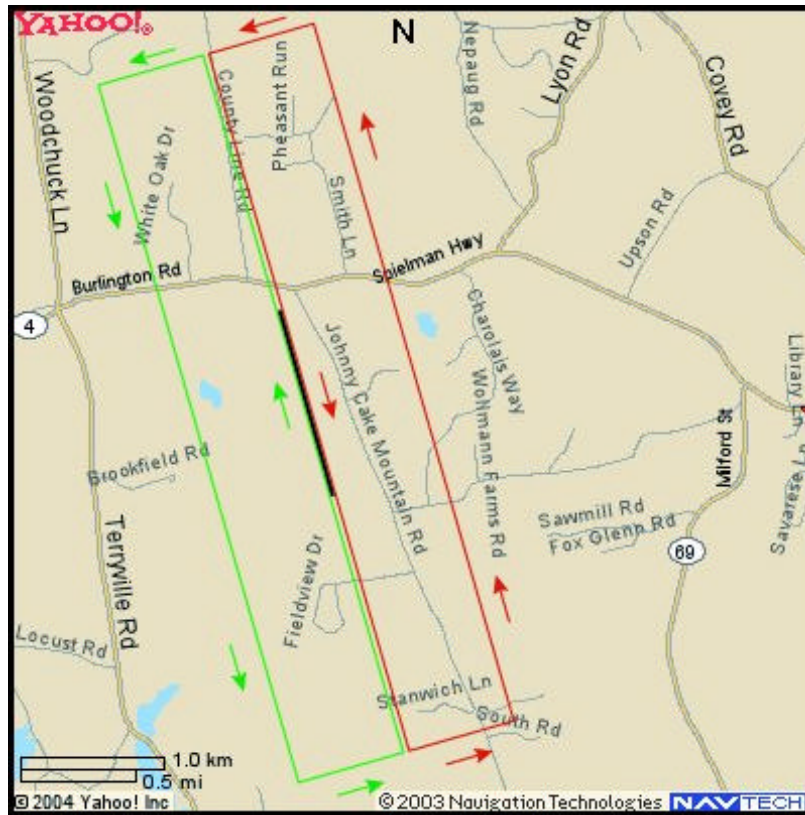 YAHOO!
N
Woodchuck Ln
County Line Rd
Pheasant Run
Nepaug Rd
Lyon Rd
Covey Rd
White Oak Dr
Smith Ln
Upson Rd
Burlington Rd
Spielman Hwy
4
Johnny Cake Mountain Rd
Charolais Way
Wollmann Farms Rd
Library Ln
Milford St
Brookfield Rd
Sawmill Rd
Fox Glenn Rd
69
Terryville Rd
Fieldview Dr
Locust Rd
Stanwich Ln
South Rd
1.0 km
0.5 mi
© 2004 Yahoo! Inc
© 2003 Navigation Technologies NAVTECH